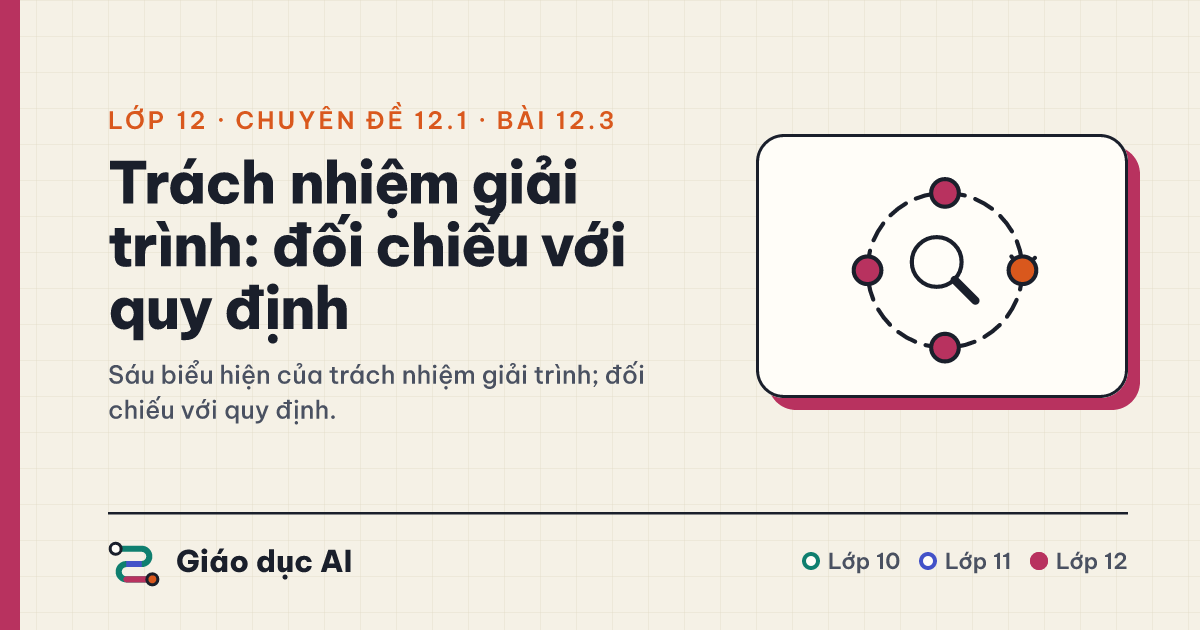 LỚP 12 · CHUYÊN ĐỀ 12.1 · BÀI 12.3
Trách nhiệm giải
trình: đối chiếu với
quy định
Sáu biểu hiện của trách nhiệm giải trình; đối
chiếu với quy định.
Giáo dục AI
Lớp 10
Lớp 11
Lớp 12